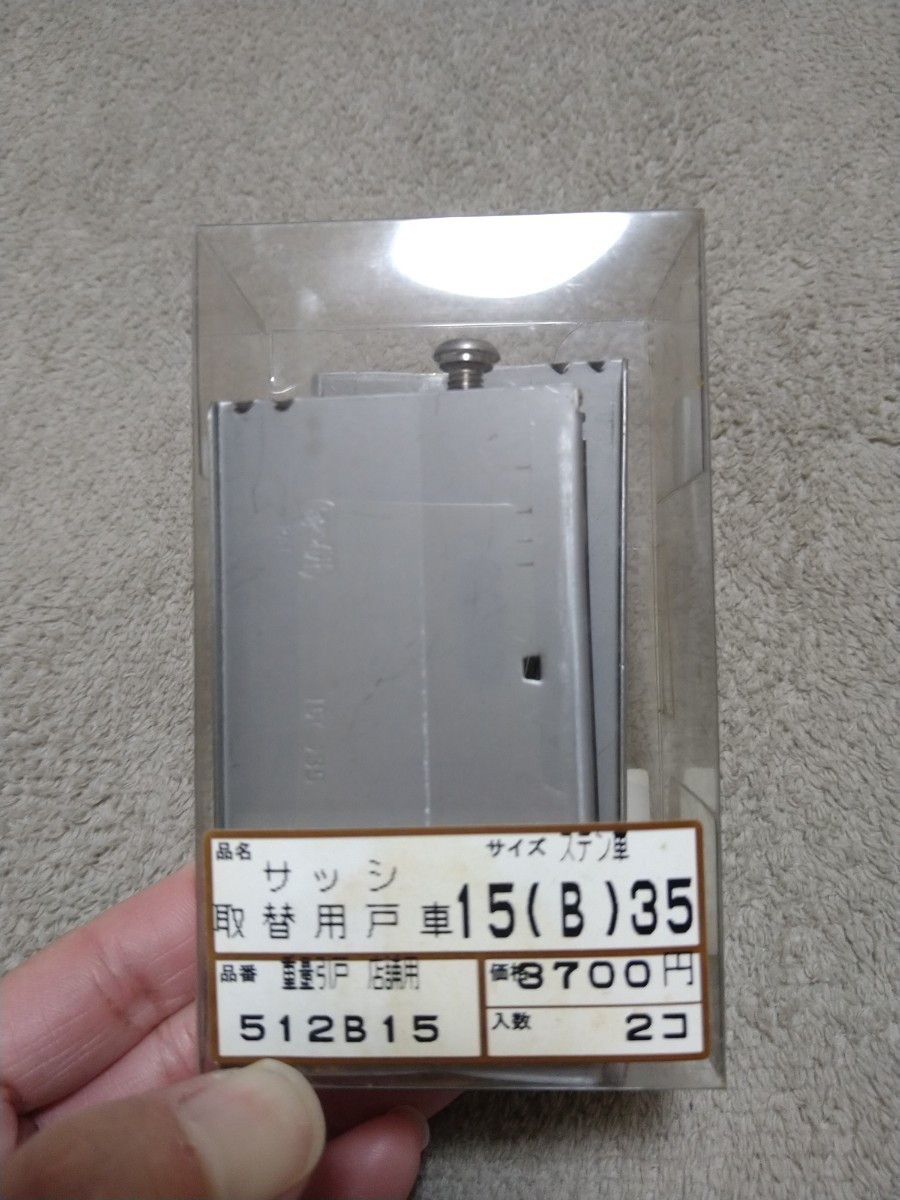 品名
サッシ
取替用戸車
サイズ ステン車
15(B)35
品番 重量引戸 店舗用
512B15
価格 3700円
入数 2コ